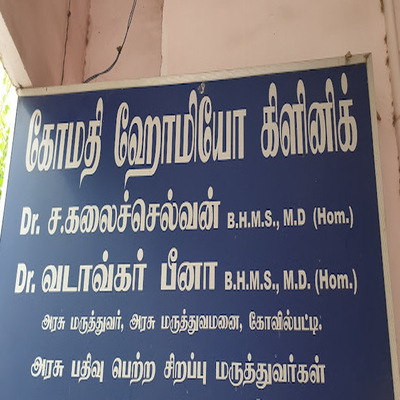 கோமதி ஹோமியோ கிளினிக்
Dr. ச.கலைச்செல்வன் B.H.M.S., M.D (Hom.)
Dr. வடாவ்கர் பீனா B.H.M.S., M.D. (Hom.)
அரசு மருத்துவர், அரசு மருத்துவமனை, கோவில்பட்டி.
அரசு பதிவு பெற்ற சிறப்பு மருத்துவர்கள்